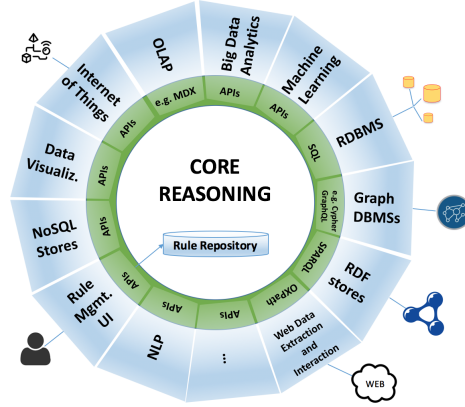 CORE
REASONING
Rule Repository
OLAP
e.g. MDX
Big Data
Analytics
APIs
Machine
Learning
APIs
RDBMS
SQL
Graph
DBMSs
e.g. Cypher
GraphQL
RDF
stores
SPARQL
Web Data
Extraction
and
Interaction
OXPath
WEB
...
APIs
NLP
APIs
Rule
Mgmt.
UI
APIs
NoSQL
Stores
APIs
Data
Visualiz.
APIs
Internet
of Things
APIs